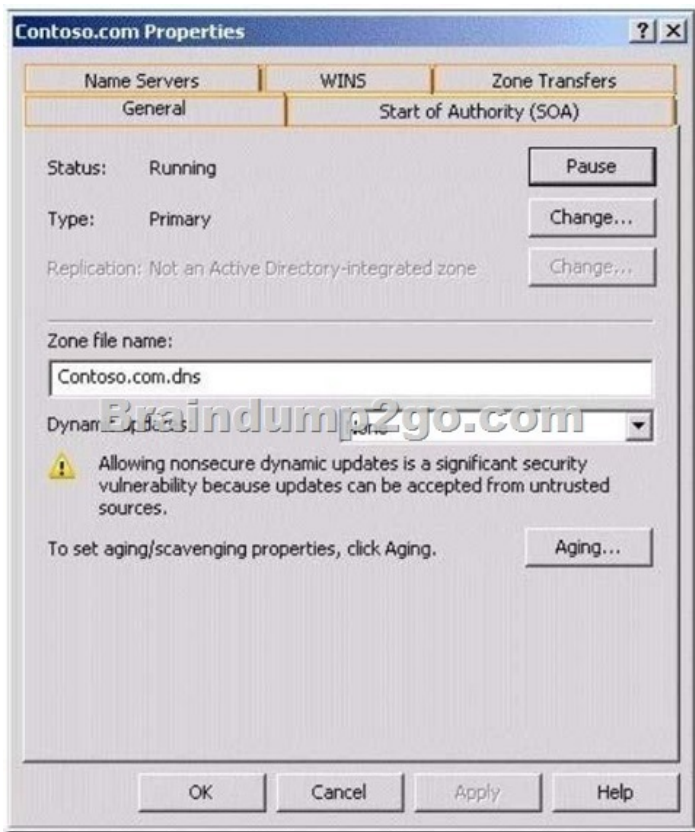 Contoso.com Properties
? X
Name Servers WINS Zone Transfers
General Start of Authority (SOA)
Status: Running Pause
Type: Primary Change...
Replication: Not an Active Directory-integrated zone Change...
Zone file name:
Contoso.com.dns
Dynamic updates: None
Braindump2go.com
Allowing nonsecure dynamic updates is a significant security
vulnerability because updates can be accepted from untrusted
sources.
To set aging/scavenging properties, click Aging. Aging...
OK Cancel Apply Help